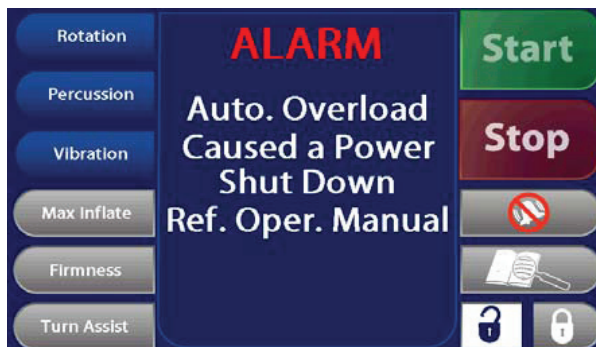 Rotation
Percussion
Vibration
Max Inflate
Firmness
Turn Assist
ALARM
Auto. Overload
Caused a Power
Shut Down
Ref. Oper. Manual
Start
Stop